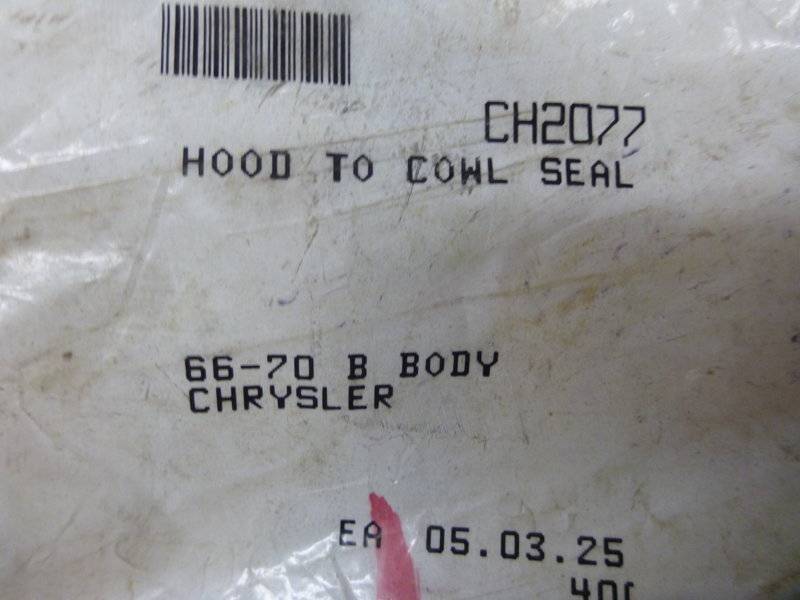 CH2077
HOOD TO COWL SEAL
66-70 B BODY
CHRYSLER
EA 05.03.25